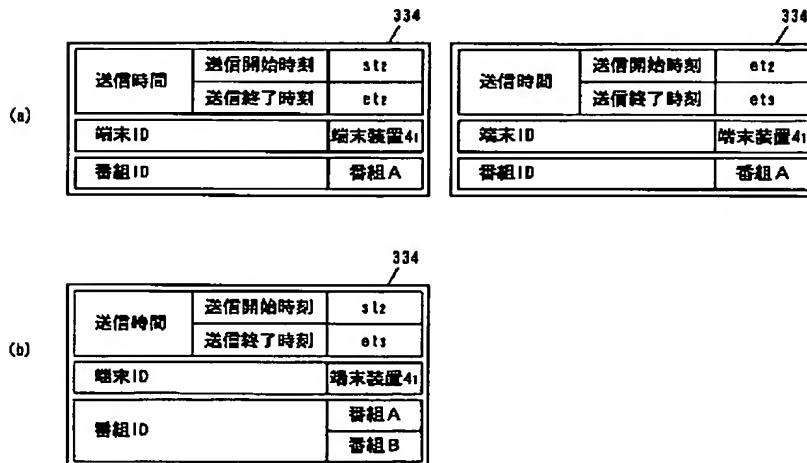 (a)
334
送信時間 送信開始時刻 st2
送信終了時刻 et2
端末ID 端末装置41
番組ID 番組A
334
送信時間 送信開始時刻 et2
送信終了時刻 et3
端末ID 端末装置41
番組ID 番組A
(b)
334
送信時間 送信開始時刻 st2
送信終了時刻 et3
端末ID 端末装置41
番組ID 番組A
番組B